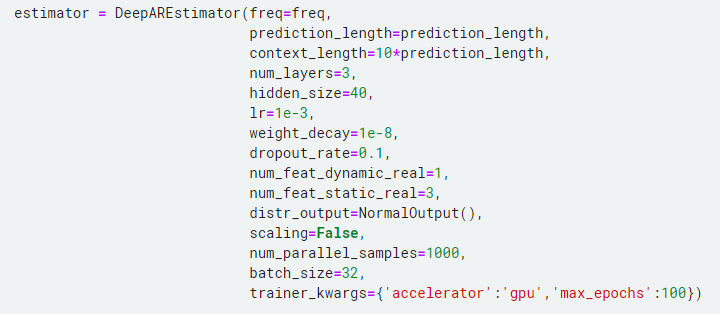 estimator = DeepAREstimator(freq=freq,
prediction_length=prediction_length,
context_length=10*prediction_length,
num_layers=3,
hidden_size=40,
lr=1e-3,
weight_decay=1e-8,
dropout_rate=0.1,
num_feat_dynamic_real=1,
num_feat_static_real=3,
distr_output=NormalOutput(),
scaling=False,
num_parallel_samples=1000,
batch_size=32,
trainer_kwargs={'accelerator':'gpu','max_epochs':100})